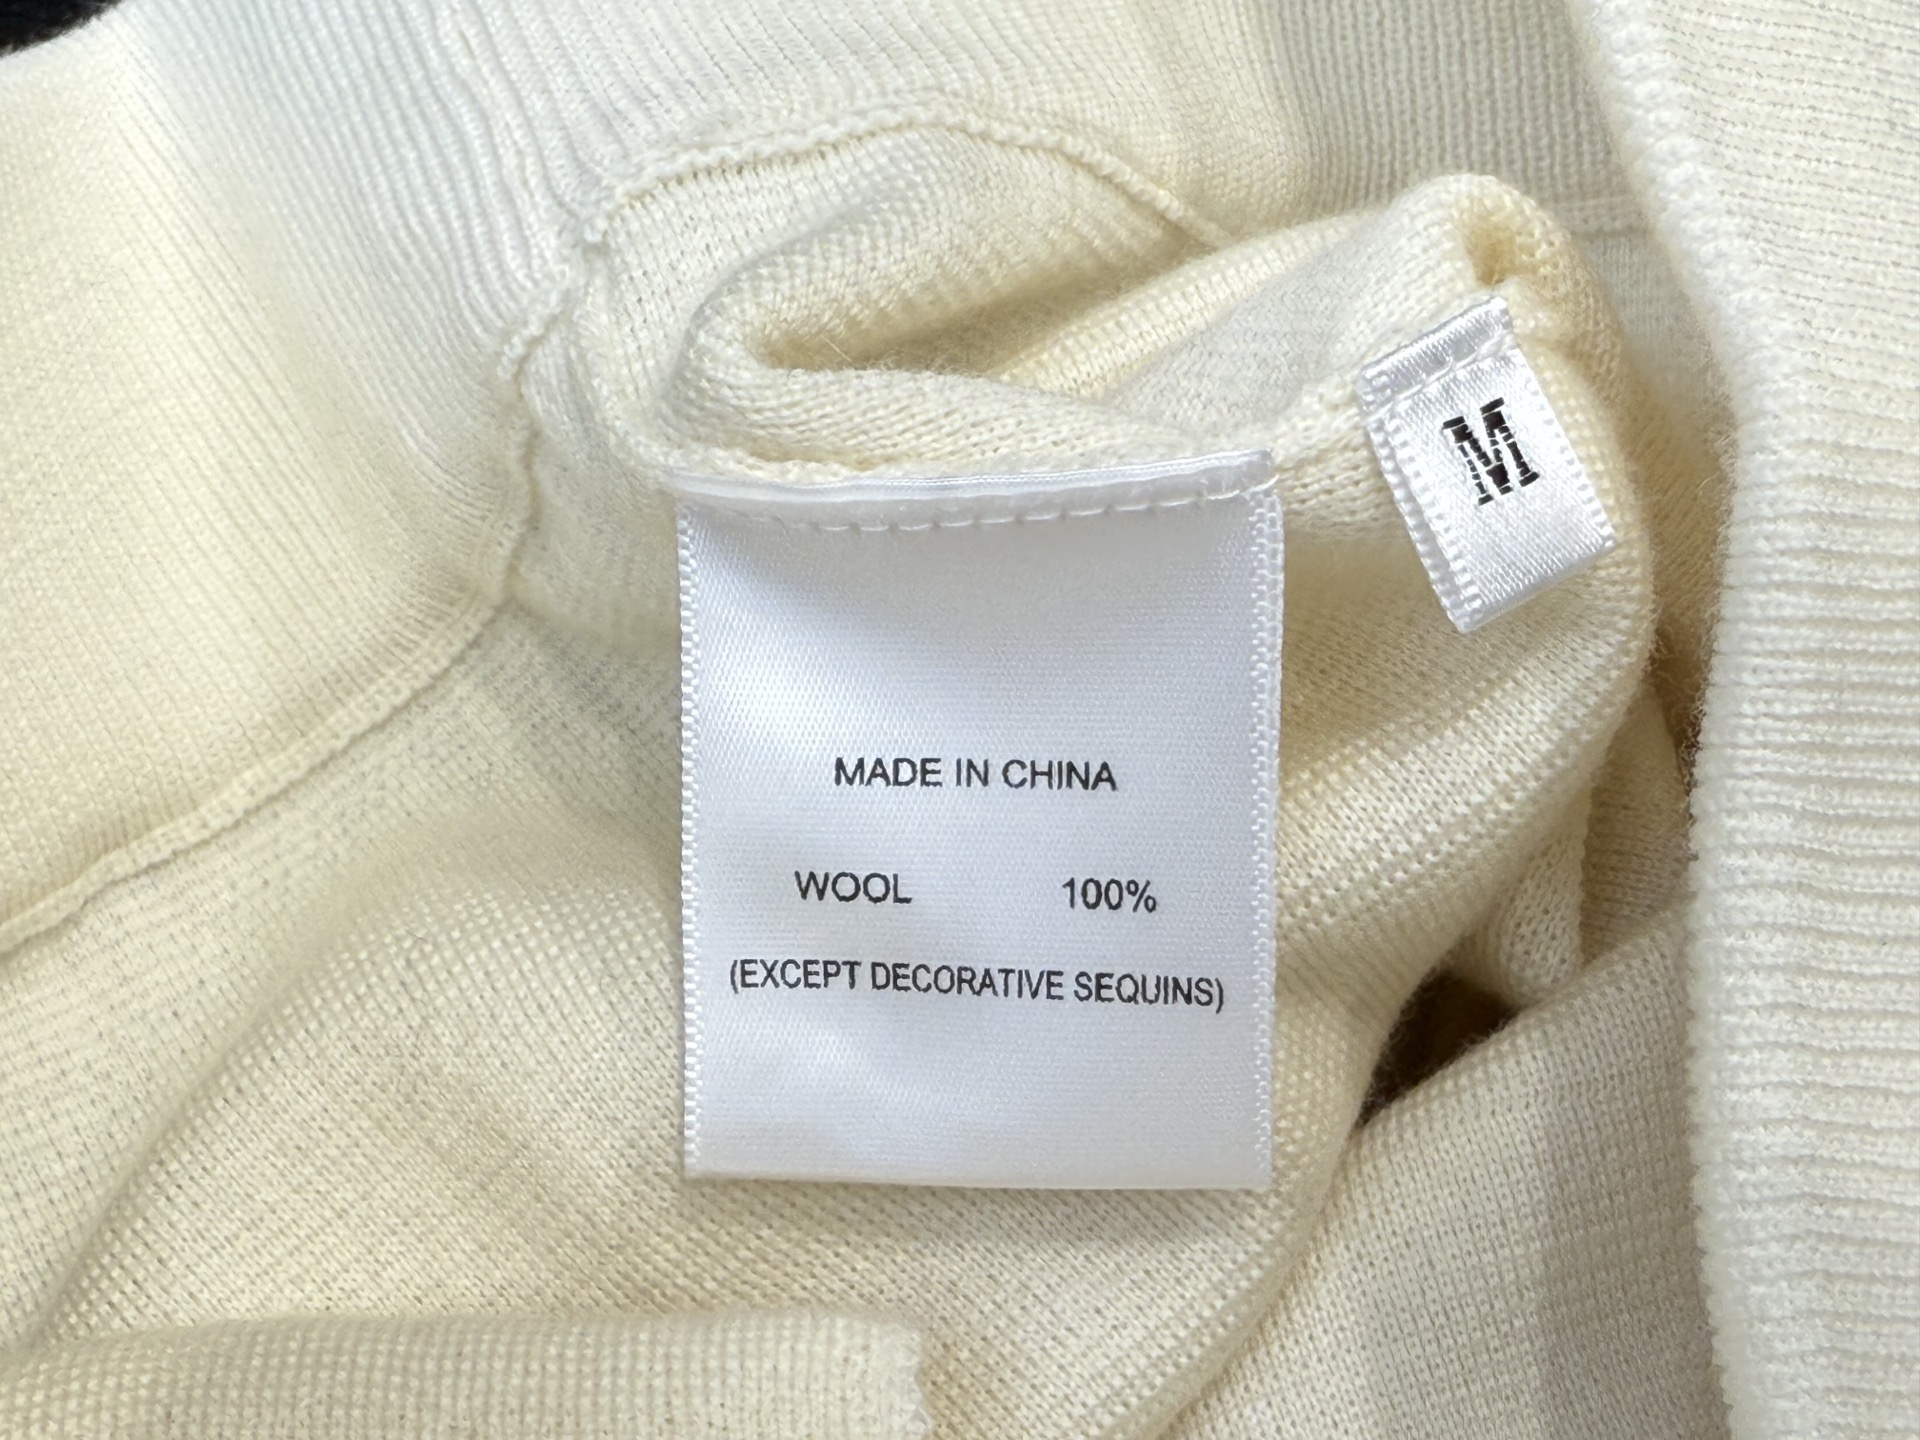 M
MADE IN CHINA
WOOL 100%
(EXCEPT DECORATIVE SEQUINS)